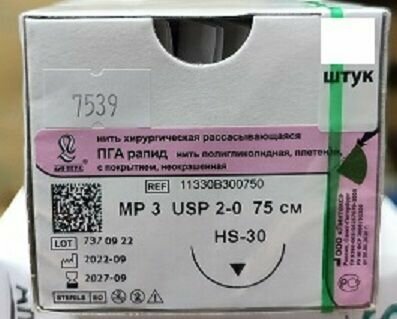 штук
7539
нить хирургическая рассасывающаяся
ПГА рапид нить полигликолидная, плетеная,
с покрытием, неокрашенная
REF 11330B300750
MP 3 USP 2-0 75 см
HS-30
LOT 737 09 22
2022-09
2027-09
STERILE EO